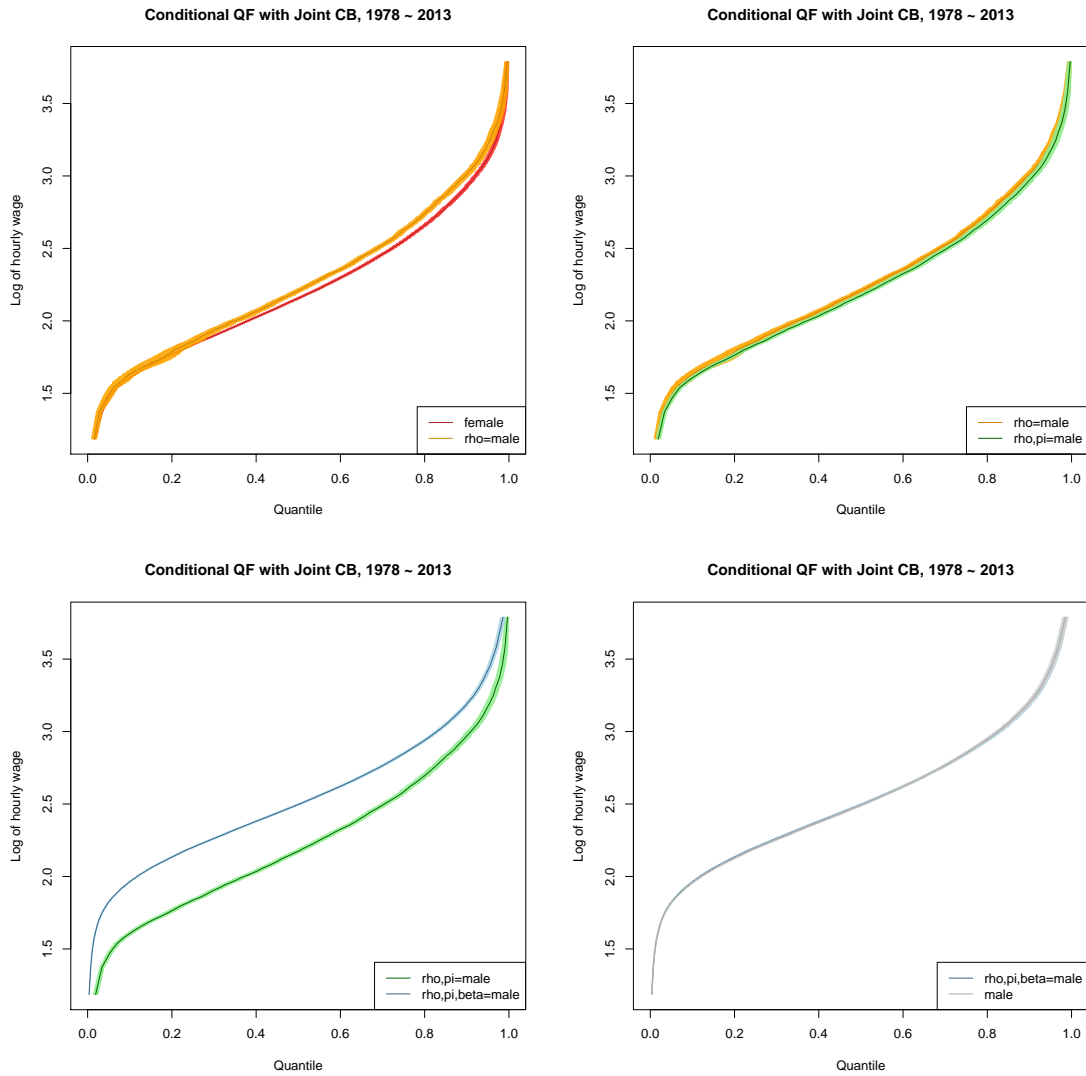 Conditional QF with Joint CB, 1978 ~ 2013
Log of hourly wage
3.5
3.0
2.5
2.0
1.5
female
rho=male
0.0 0.2 0.4 0.6 0.8 1.0
Quantile
Conditional QF with Joint CB, 1978 ~ 2013
Log of hourly wage
3.5
3.0
2.5
2.0
1.5
rho=male
rho,pi=male
0.0 0.2 0.4 0.6 0.8 1.0
Quantile
Conditional QF with Joint CB, 1978 ~ 2013
Log of hourly wage
3.5
3.0
2.5
2.0
1.5
rho,pi=male
rho,pi,beta=male
0.0 0.2 0.4 0.6 0.8 1.0
Quantile
Conditional QF with Joint CB, 1978 ~ 2013
Log of hourly wage
3.5
3.0
2.5
2.0
1.5
rho,pi,beta=male
male
0.0 0.2 0.4 0.6 0.8 1.0
Quantile